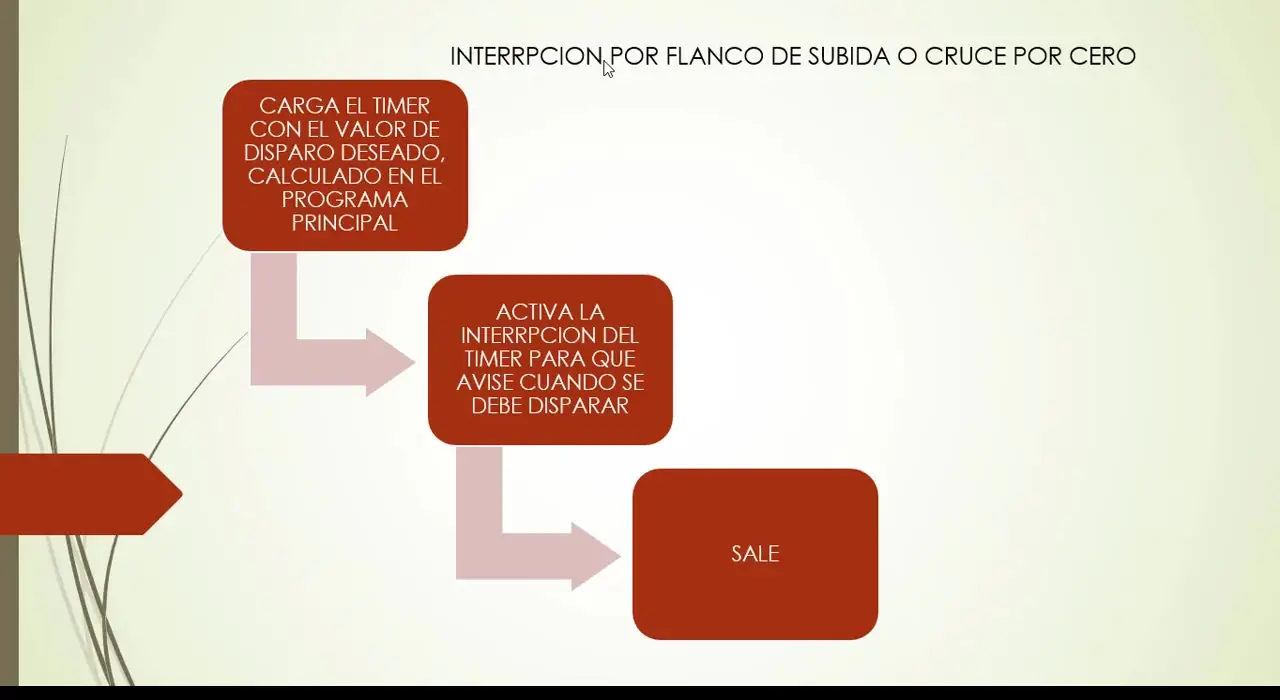 INTERRPCION POR FLANCO DE SUBIDA O CRUCE POR CERO
CARGA EL TIMER
CON EL VALOR DE
DISPARO DESEADO,
CALCULADO EN EL
PROGRAMA
PRINCIPAL
ACTIVA LA
INTERRPCION DEL
TIMER PARA QUE
AVISE CUANDO SE
DEBE DISPARAR
SALE